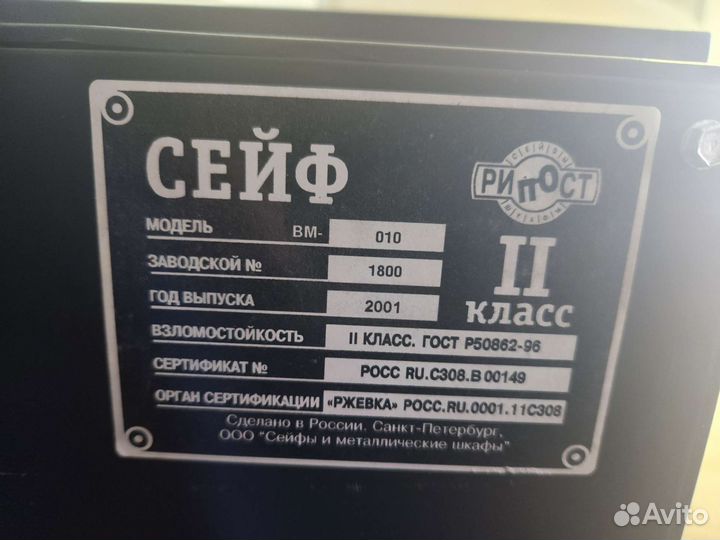 СЕЙФ
РИПОСТ
МОДЕЛЬ ВМ- 010
ЗАВОДСКОЙ № 1800
ГОД ВЫПУСКА 2001
II
класс
ВЗЛОМОСТОЙКОСТЬ II КЛАСС. ГОСТ Р50862-96
СЕРТИФИКАТ № РОСС RU.C308.B 00149
ОРГАН СЕРТИФИКАЦИИ «РЖЕВКА» РОСС.RU.0001.11С308
Сделано в России, Санкт-Петербург,
ООО "Сейфы и металлические шкафы"
Avito